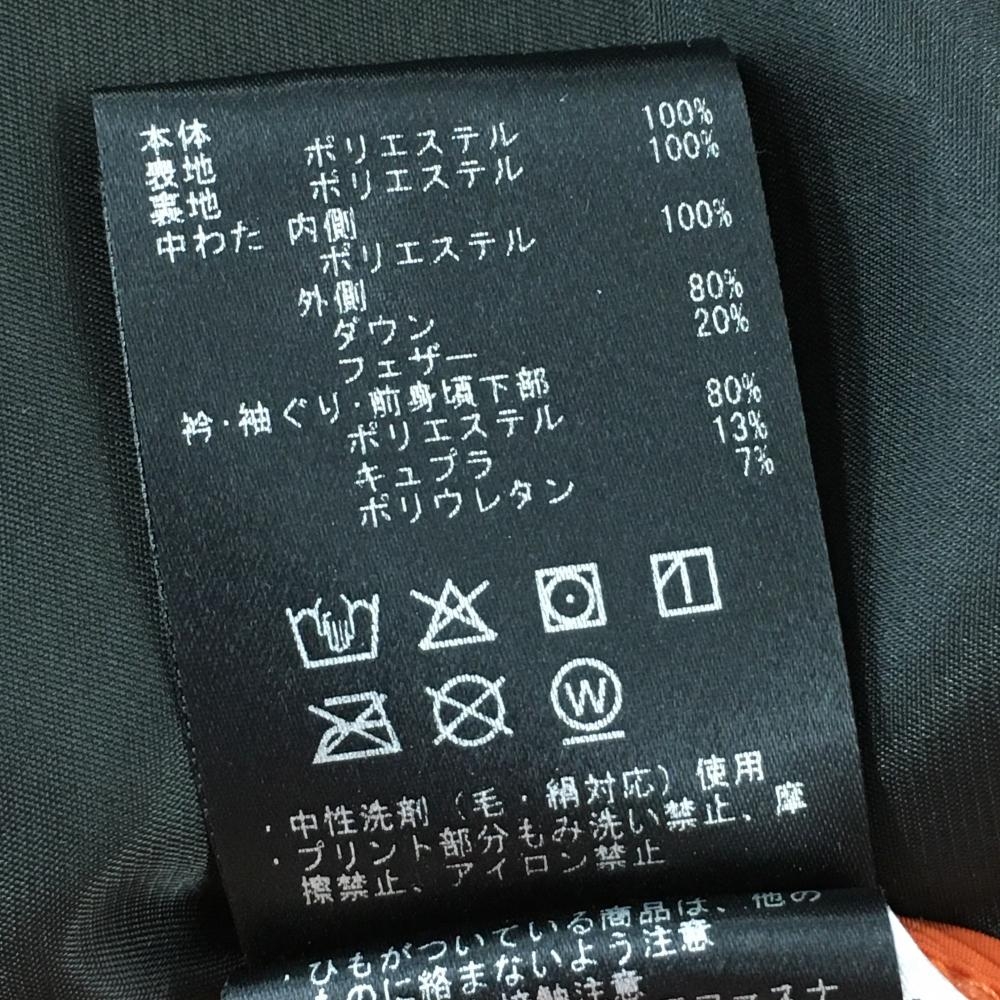 本体
表地 ポリエステル 100%
裏地 ポリエステル 100%
中わた 内側
ポリエステル 100%
外側
ダウン 80%
フェザー 20%
衿・袖ぐり・前身頃下部
ポリエステル 80%
キュプラ 13%
ポリウレタン 7%
W
・中性洗剤(毛・絹対応)使用
・プリント部分もみ洗い禁止、摩
擦禁止、アイロン禁止
・ひもがついている商品は、他の
ものに絡まないよう注意